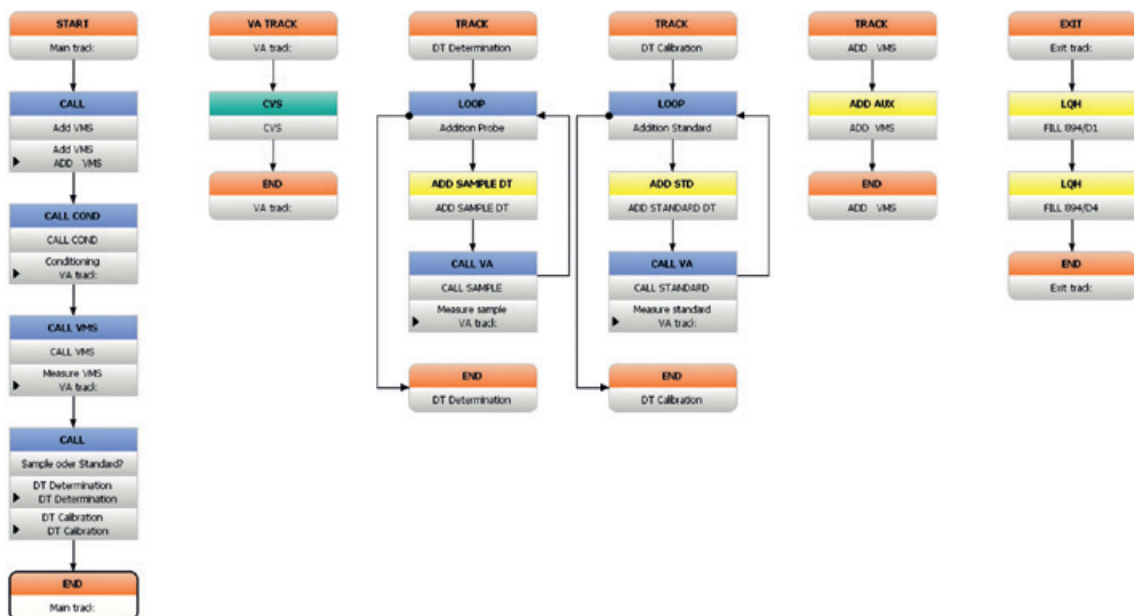 START
Main track:
CALL
Add VMS
Add VMS
ADD VMS
CALL COND
CALL COND
Conditioning
VA track:
CALL VMS
CALL VMS
Measure VMS
VA track:
CALL
Sample oder Standard?
DT Determination
DT Determination
DT Calibration
DT Calibration
END
Main track:
VA TRACK
VA track:
CVS
CVS
END
VA track:
TRACK
DT Determination
LOOP
Addition Probe
ADD SAMPLE DT
ADD SAMPLE DT
CALL VA
CALL SAMPLE
Measure sample
VA track:
END
DT Determination
TRACK
DT Calibration
LOOP
Addition Standard
ADD STD
ADD STANDARD DT
CALL VA
CALL STANDARD
Measure standard
VA track:
END
DT Calibration
TRACK
ADD VMS
ADD AUX
ADD VMS
END
ADD VMS
EXIT
Exit track:
LQH
FILL 894/D1
LQH
FILL 894/D4
END
Exit track: